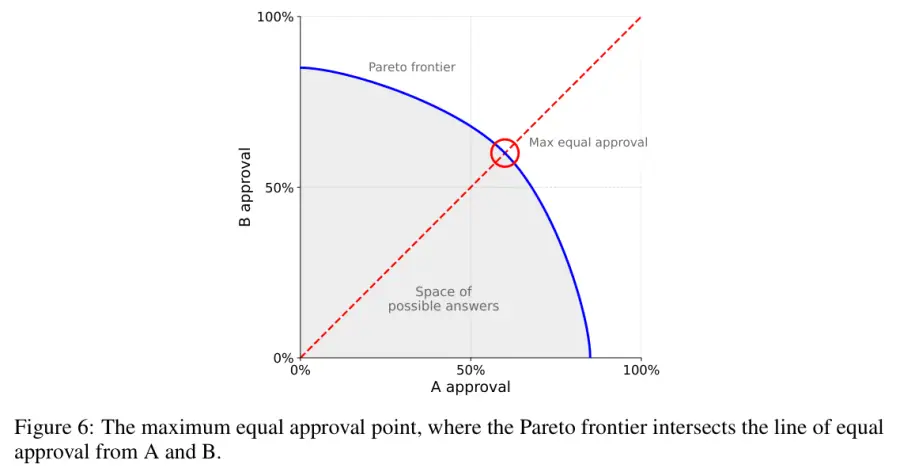 100%
Pareto frontier
Max equal approval
B approval
50%
Space of
possible answers
0%
0%
50%
100%
A approval
Figure 6: The maximum equal approval point, where the Pareto frontier intersects the line of equal
approval from A and B.